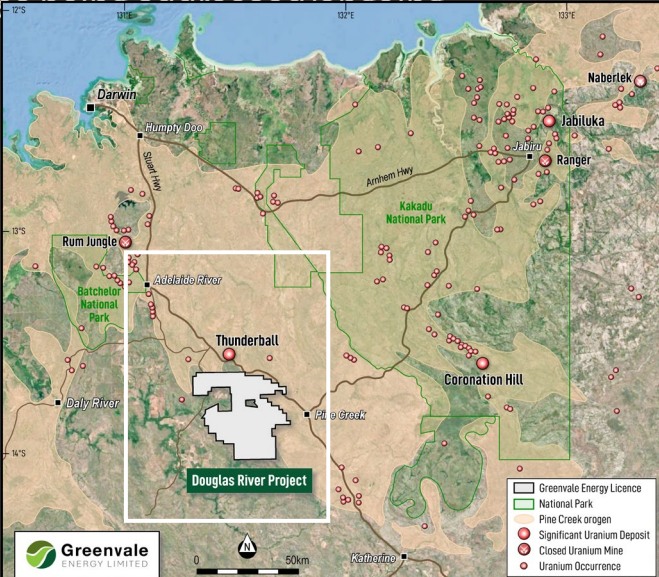 12°S
131°E
132°E
133°E
Naberlek
Darwin
Jabiluka
Humpty Doo
Jabiru
Ranger
Stuart Hwy
Arnhem Hwy
Kakadu
National Park
13°S
Rum Jungle
Adelaide River
Batchelor
National
Park
Thunderball
Coronation Hill
Daly River
Pine Creek
14°S
Douglas River Project
Greenvale Energy Licence
National Park
Pine Creek orogen
Significant Uranium Deposit
Closed Uranium Mine
Uranium Occurrence
Greenvale
ENERGY LIMITED
N
0
50km
Katherine